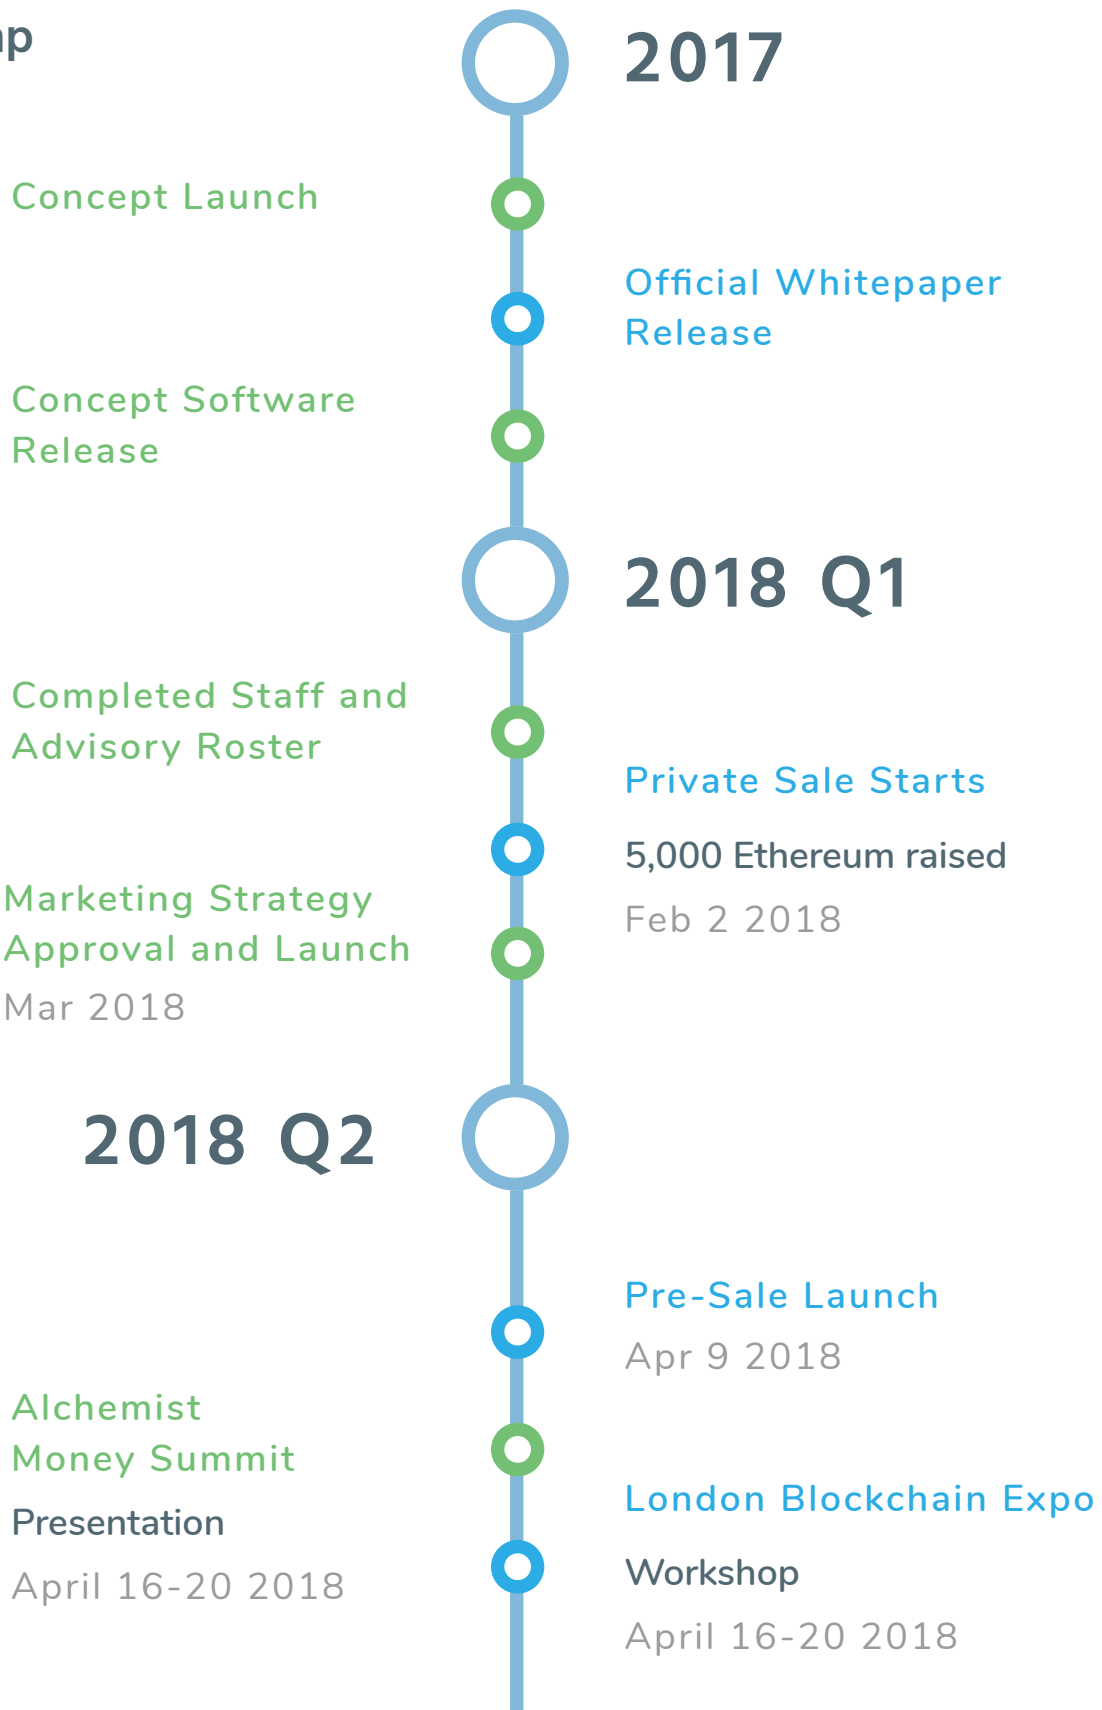 2017
Concept Launch
Official Whitepaper
Release
Concept Software
Release
2018 Q1
Completed Staff and
Advisory Roster
Private Sale Starts
5,000 Ethereum raised
Feb 2 2018
Marketing Strategy
Approval and Launch
Mar 2018
2018 Q2
Pre-Sale Launch
Apr 9 2018
Alchemist
Money Summit
Presentation
April 16-20 2018
London Blockchain Expo
Workshop
April 16-20 2018